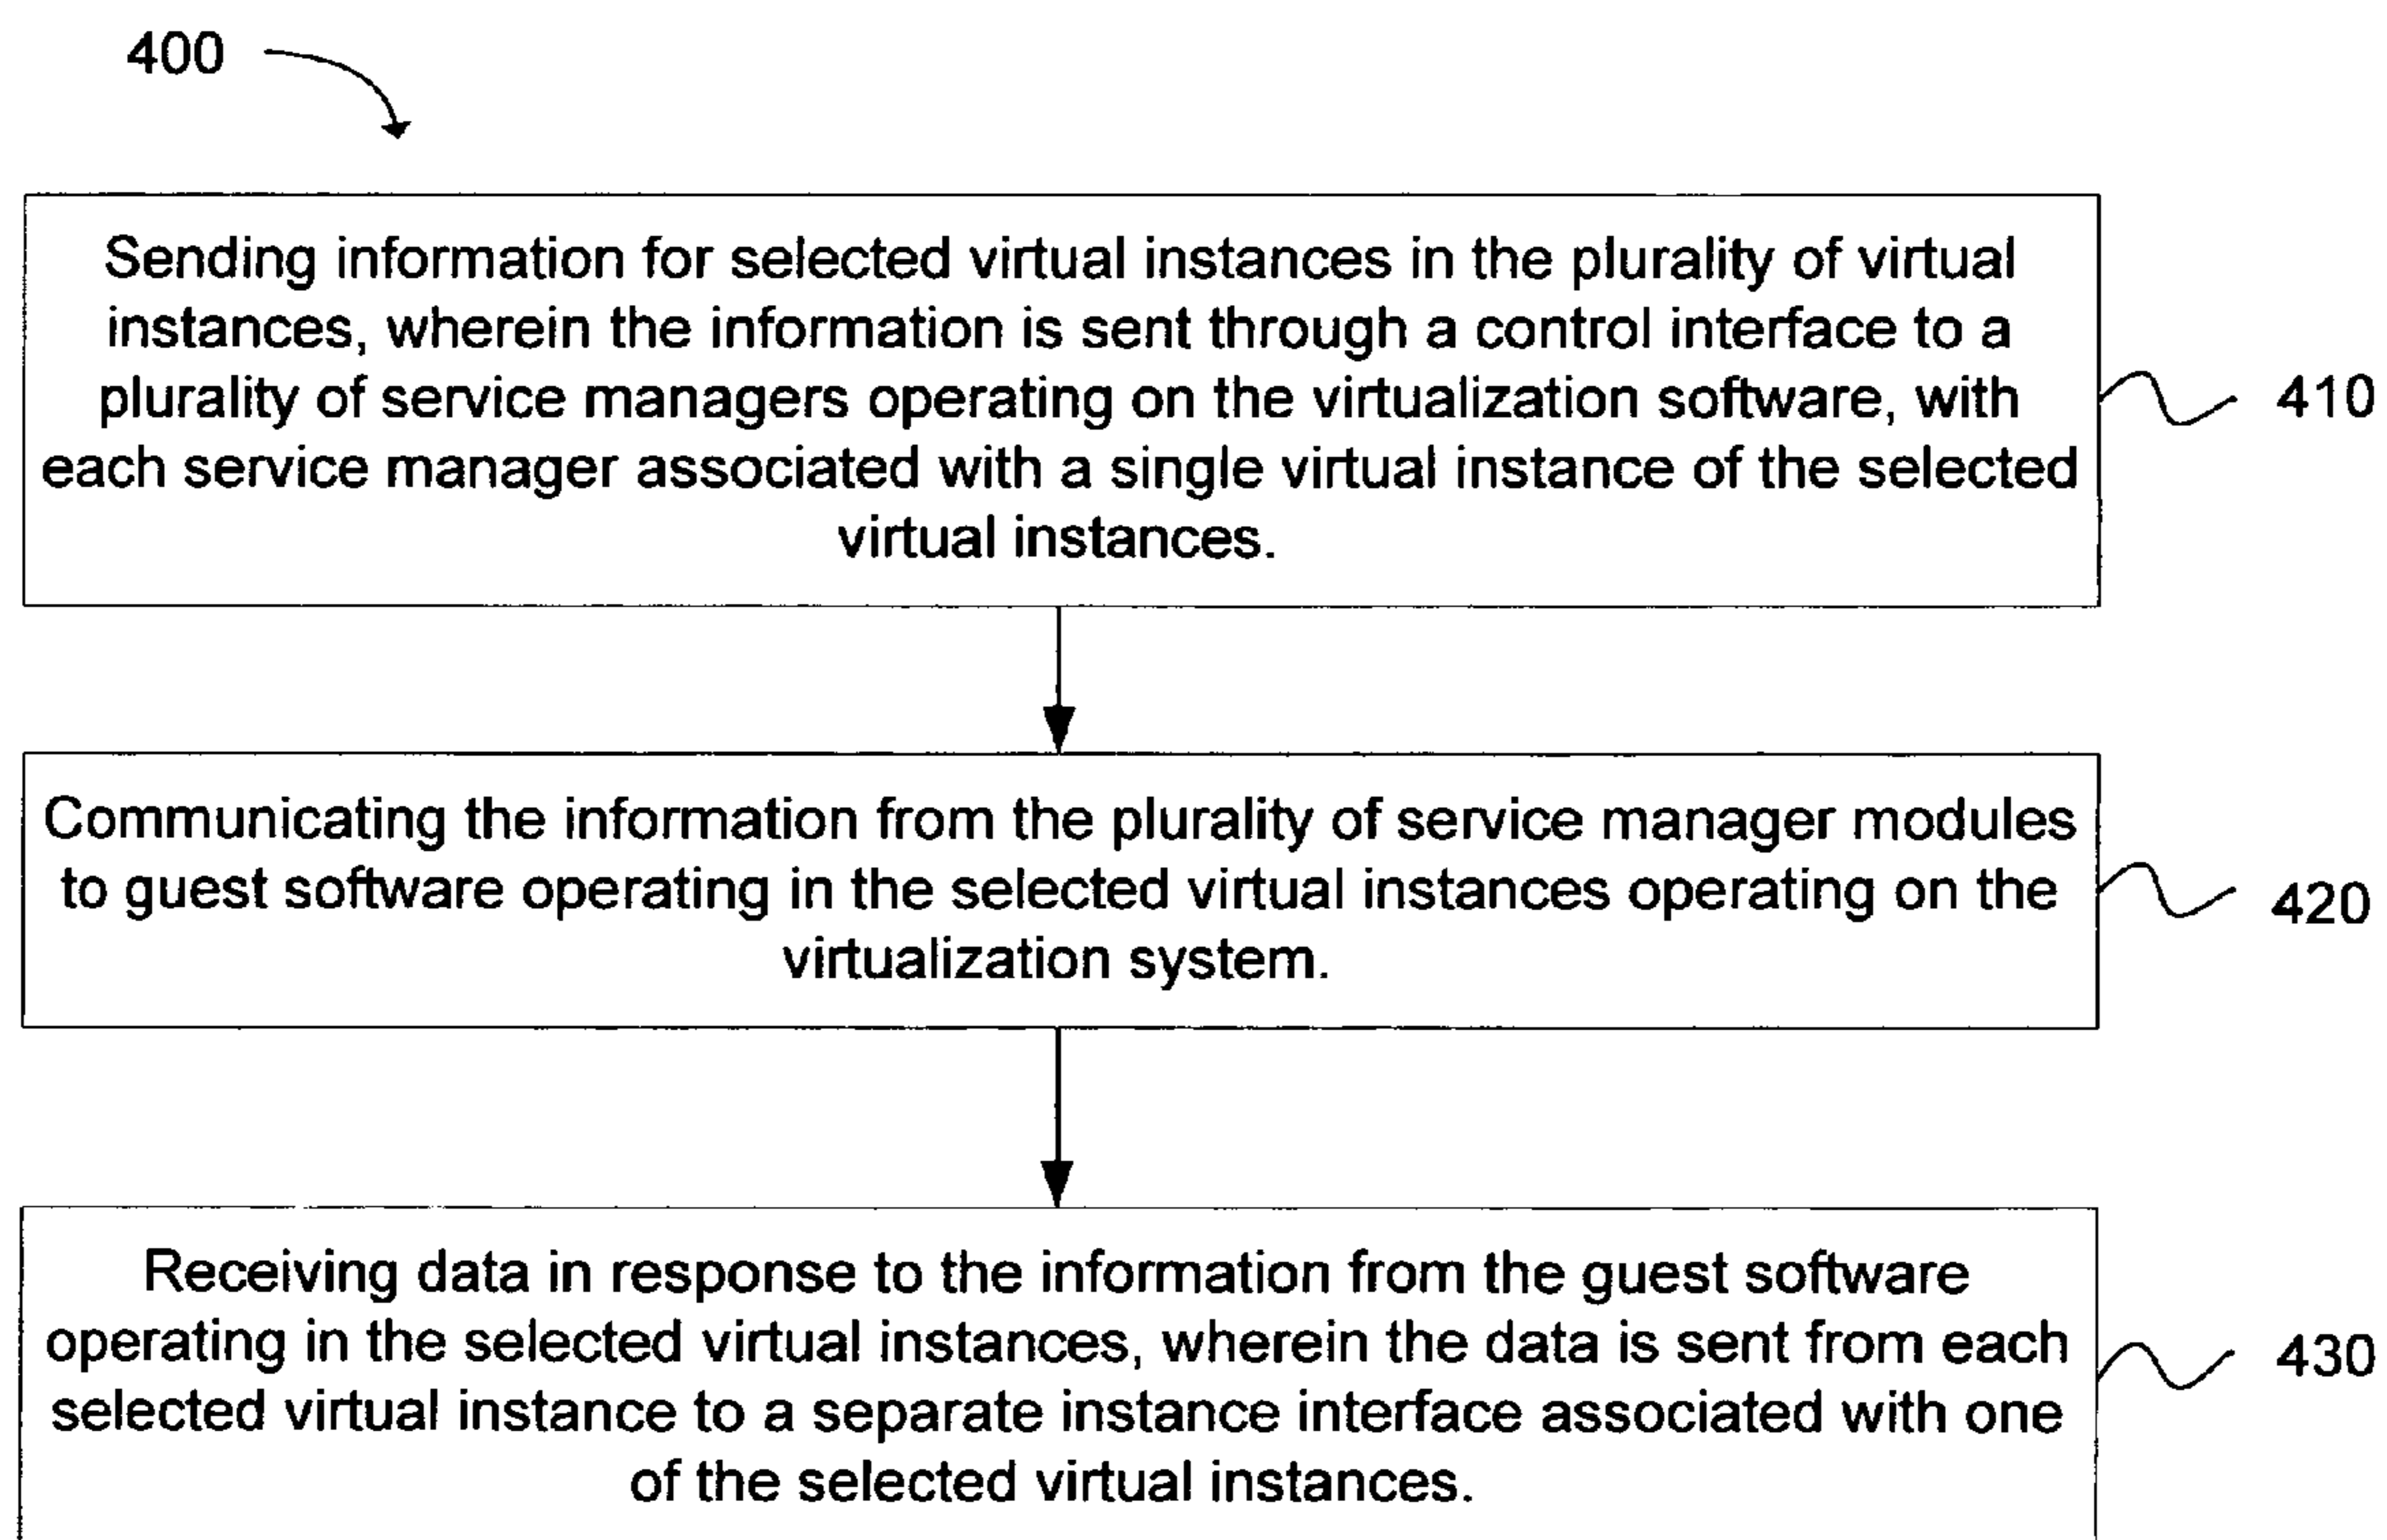 400
Sending information for selected virtual instances in the plurality of virtual
instances, wherein the information is sent through a control interface to a
plurality of service managers operating on the virtualization software, with
each service manager associated with a single virtual instance of the selected
virtual instances.
410
Communicating the information from the plurality of service manager modules
to guest software operating in the selected virtual instances operating on the
virtualization system.
420
Receiving data in response to the information from the guest software
operating in the selected virtual instances, wherein the data is sent from each
selected virtual instance to a separate instance interface associated with one
of the selected virtual instances.
430